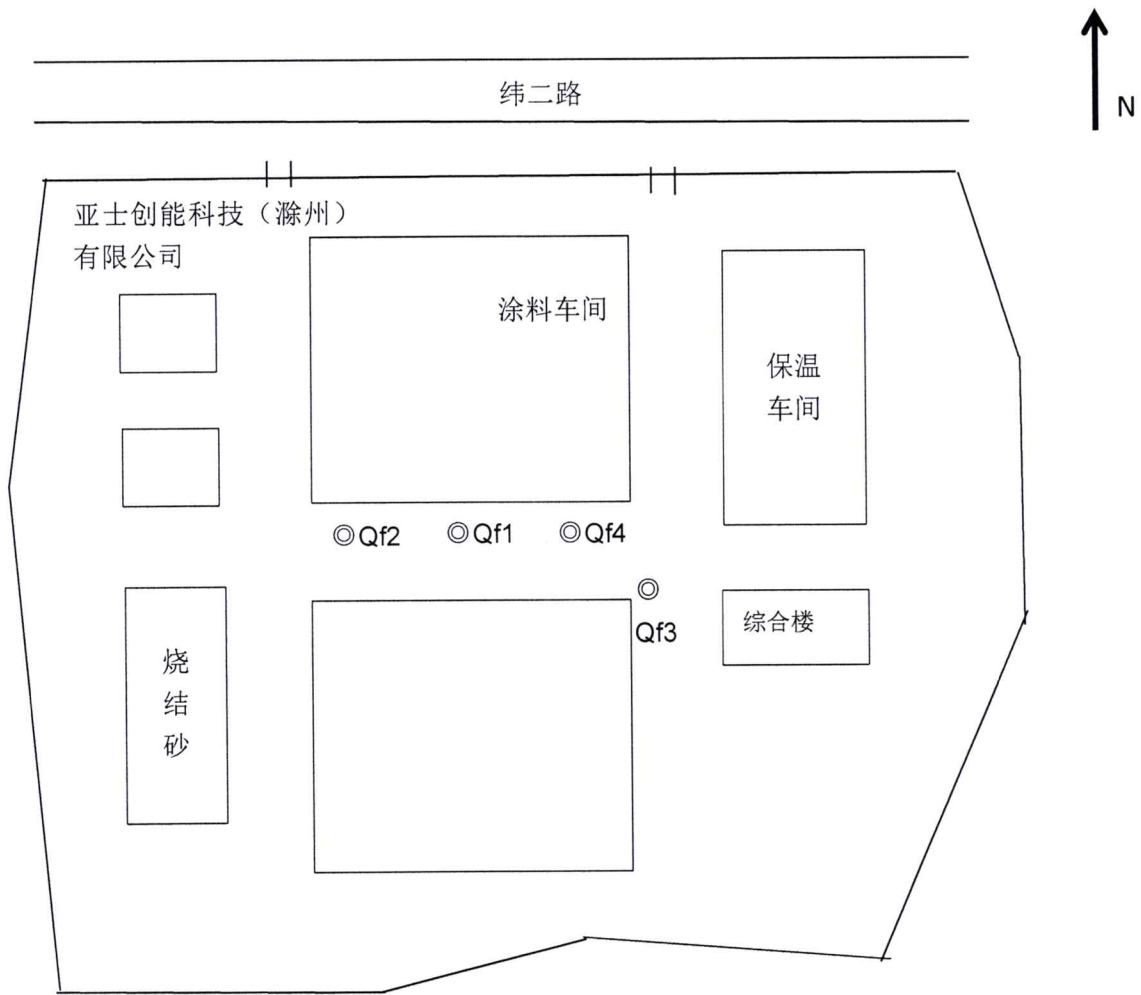 纬二路
N
亚士创能科技（滁州）
有限公司
涂料车间
保温
车间
Qf2
Qf1
Qf4
Qf3
综合楼
烧
结
砂